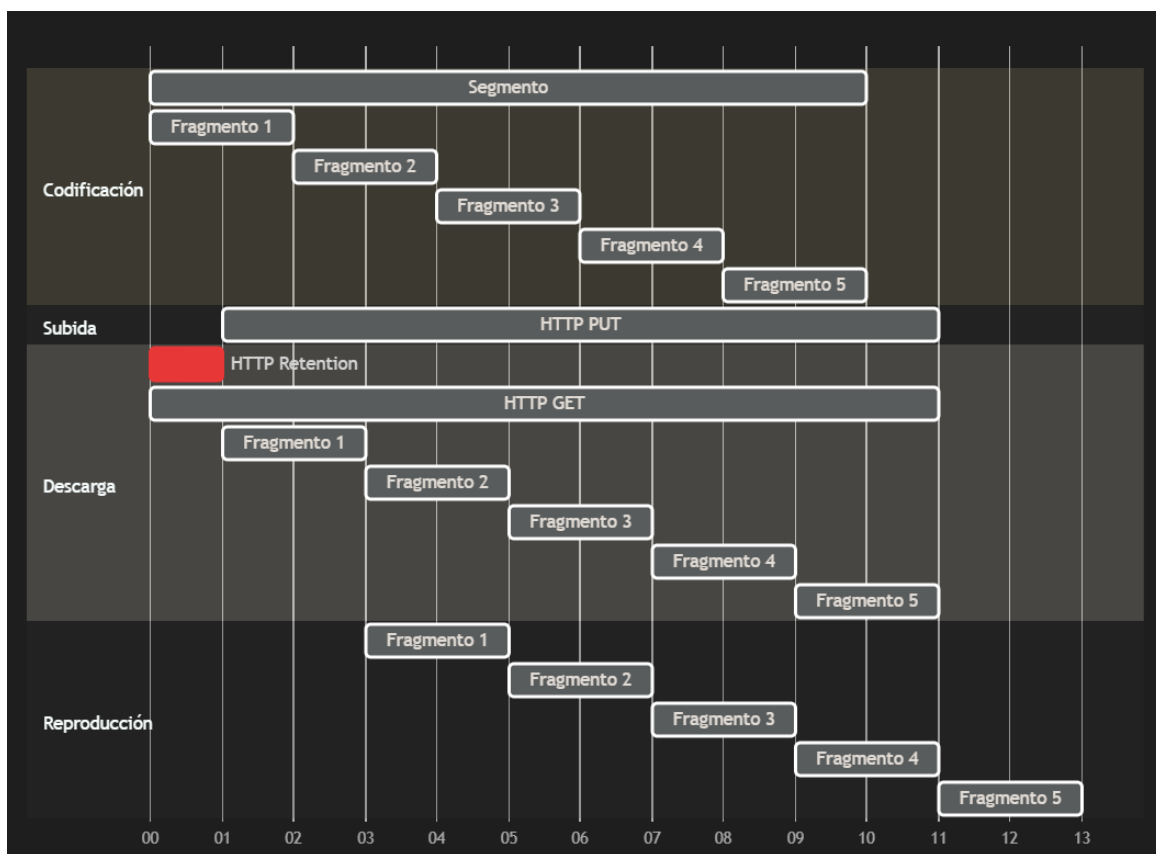 Segmento
Fragmento 1
Fragmento 2
Codificación
Fragmento 3
Fragmento 4
Fragmento 5
Subida
HTTP PUT
HTTP Retention
HTTP GET
Fragmento 1
Fragmento 2
Descarga
Fragmento 3
Fragmento 4
Fragmento 5
Fragmento 1
Fragmento 2
Reproducción
Fragmento 3
Fragmento 4
Fragmento 5
00 01 02 03 04 05 06 07 08 09 10 11 12 13